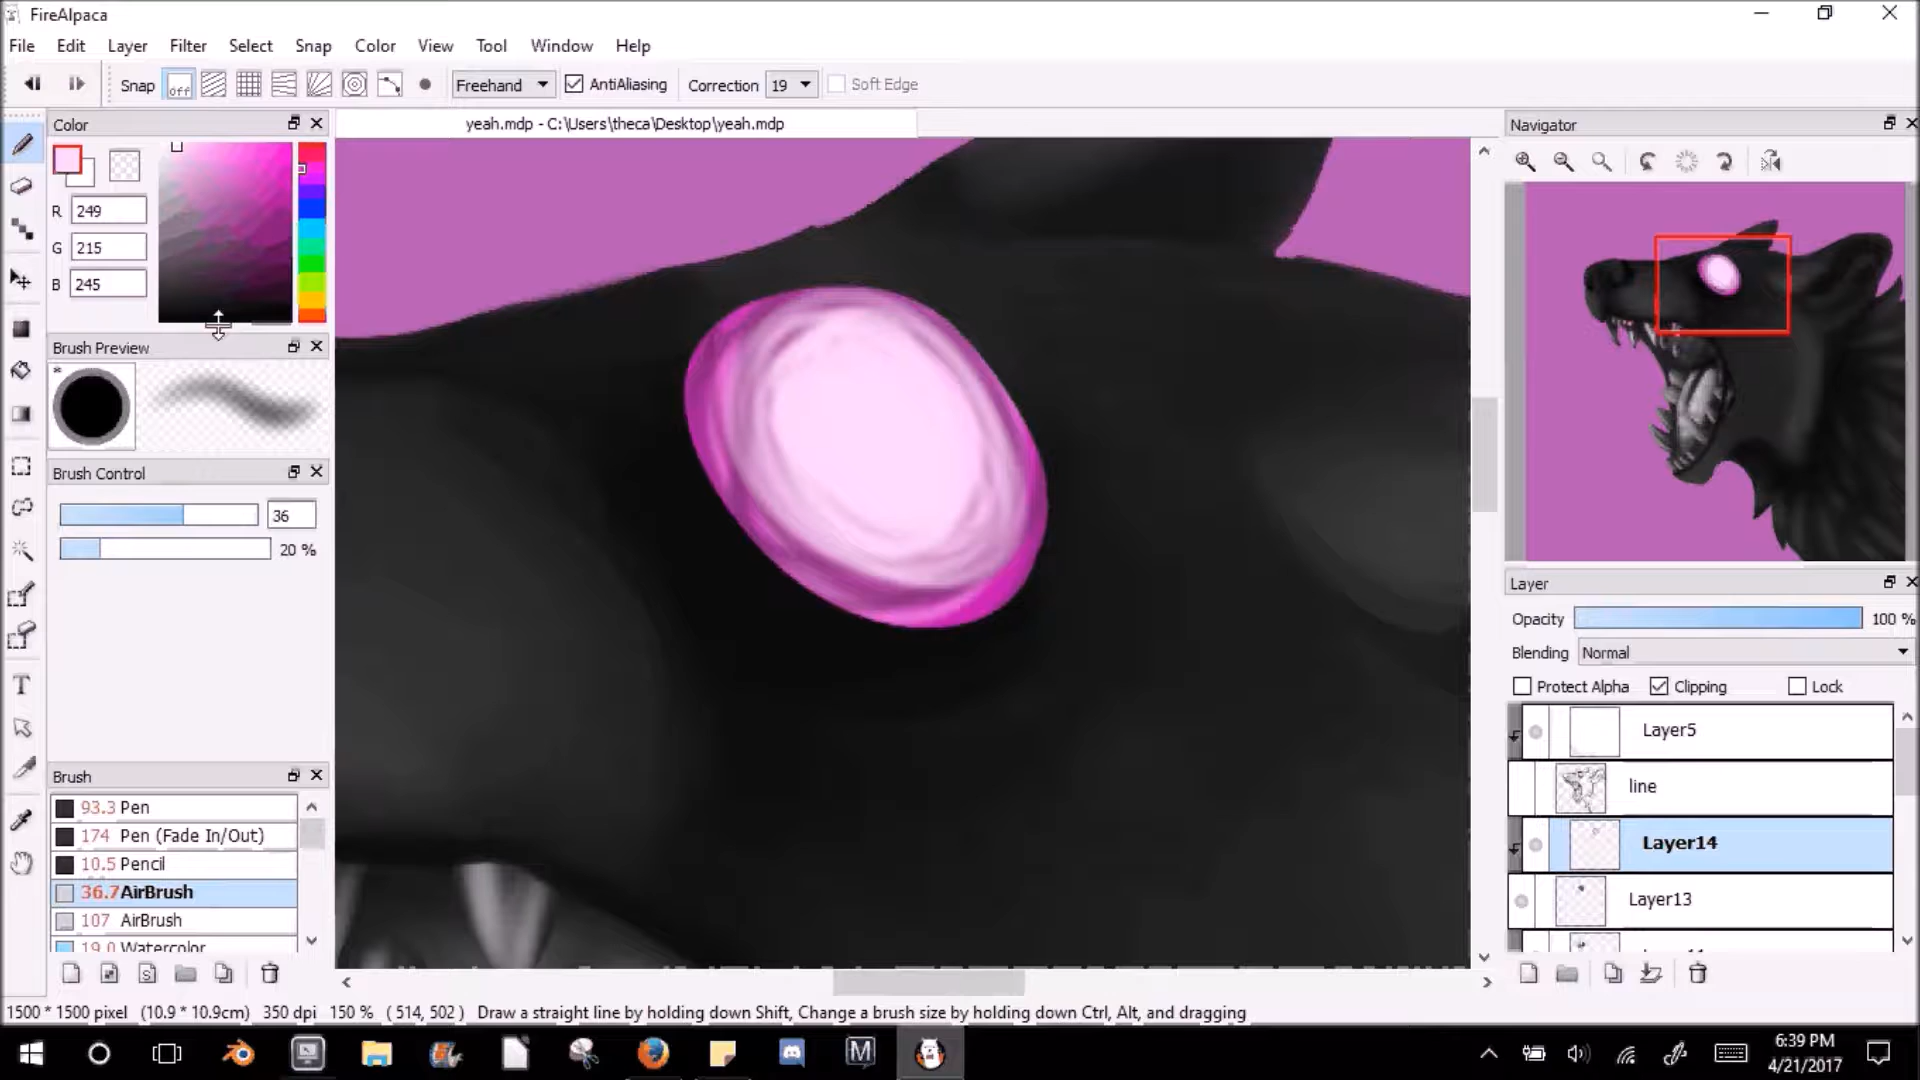 FireAlpaca
File Edit Layer Filter Select Snap Color View Tool Window Help
Snap off Freehand AntiAliasing Correction 19 Soft Edge
Color
yeah.mdp - C:\Users\theca\Desktop\yeah.mdp
Navigator
R 249
G 215
B 245
Brush Preview
*
Brush Control
36
20 %
Layer
Opacity 100 %
Blending Normal
Protect Alpha Clipping Lock
Layer5
line
Layer14
Layer13
Brush
93.3 Pen
174 Pen (Fade In/Out)
10.5 Pencil
36.7 AirBrush
107 AirBrush
19.0 Watercolor
1500 * 1500 pixel (10.9 * 10.9cm) 350 dpi 150 % ( 514, 502 ) Draw a straight line by holding down Shift, Change a brush size by holding down Ctrl, Alt, and dragging
6:39 PM
4/21/2017